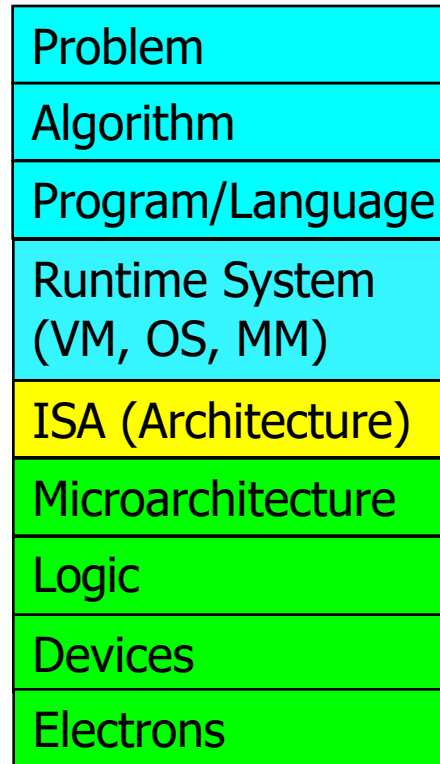 Problem
Algorithm
Program/Language
Runtime System
(VM, OS, MM)
ISA (Architecture)
Microarchitecture
Logic
Devices
Electrons